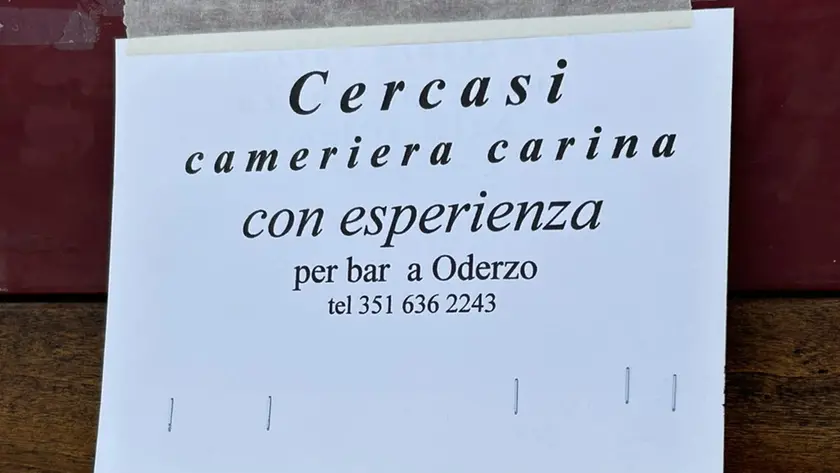 Cercasi
cameriera carina
con esperienza
per bar a Oderzo
tel 351 636 2243